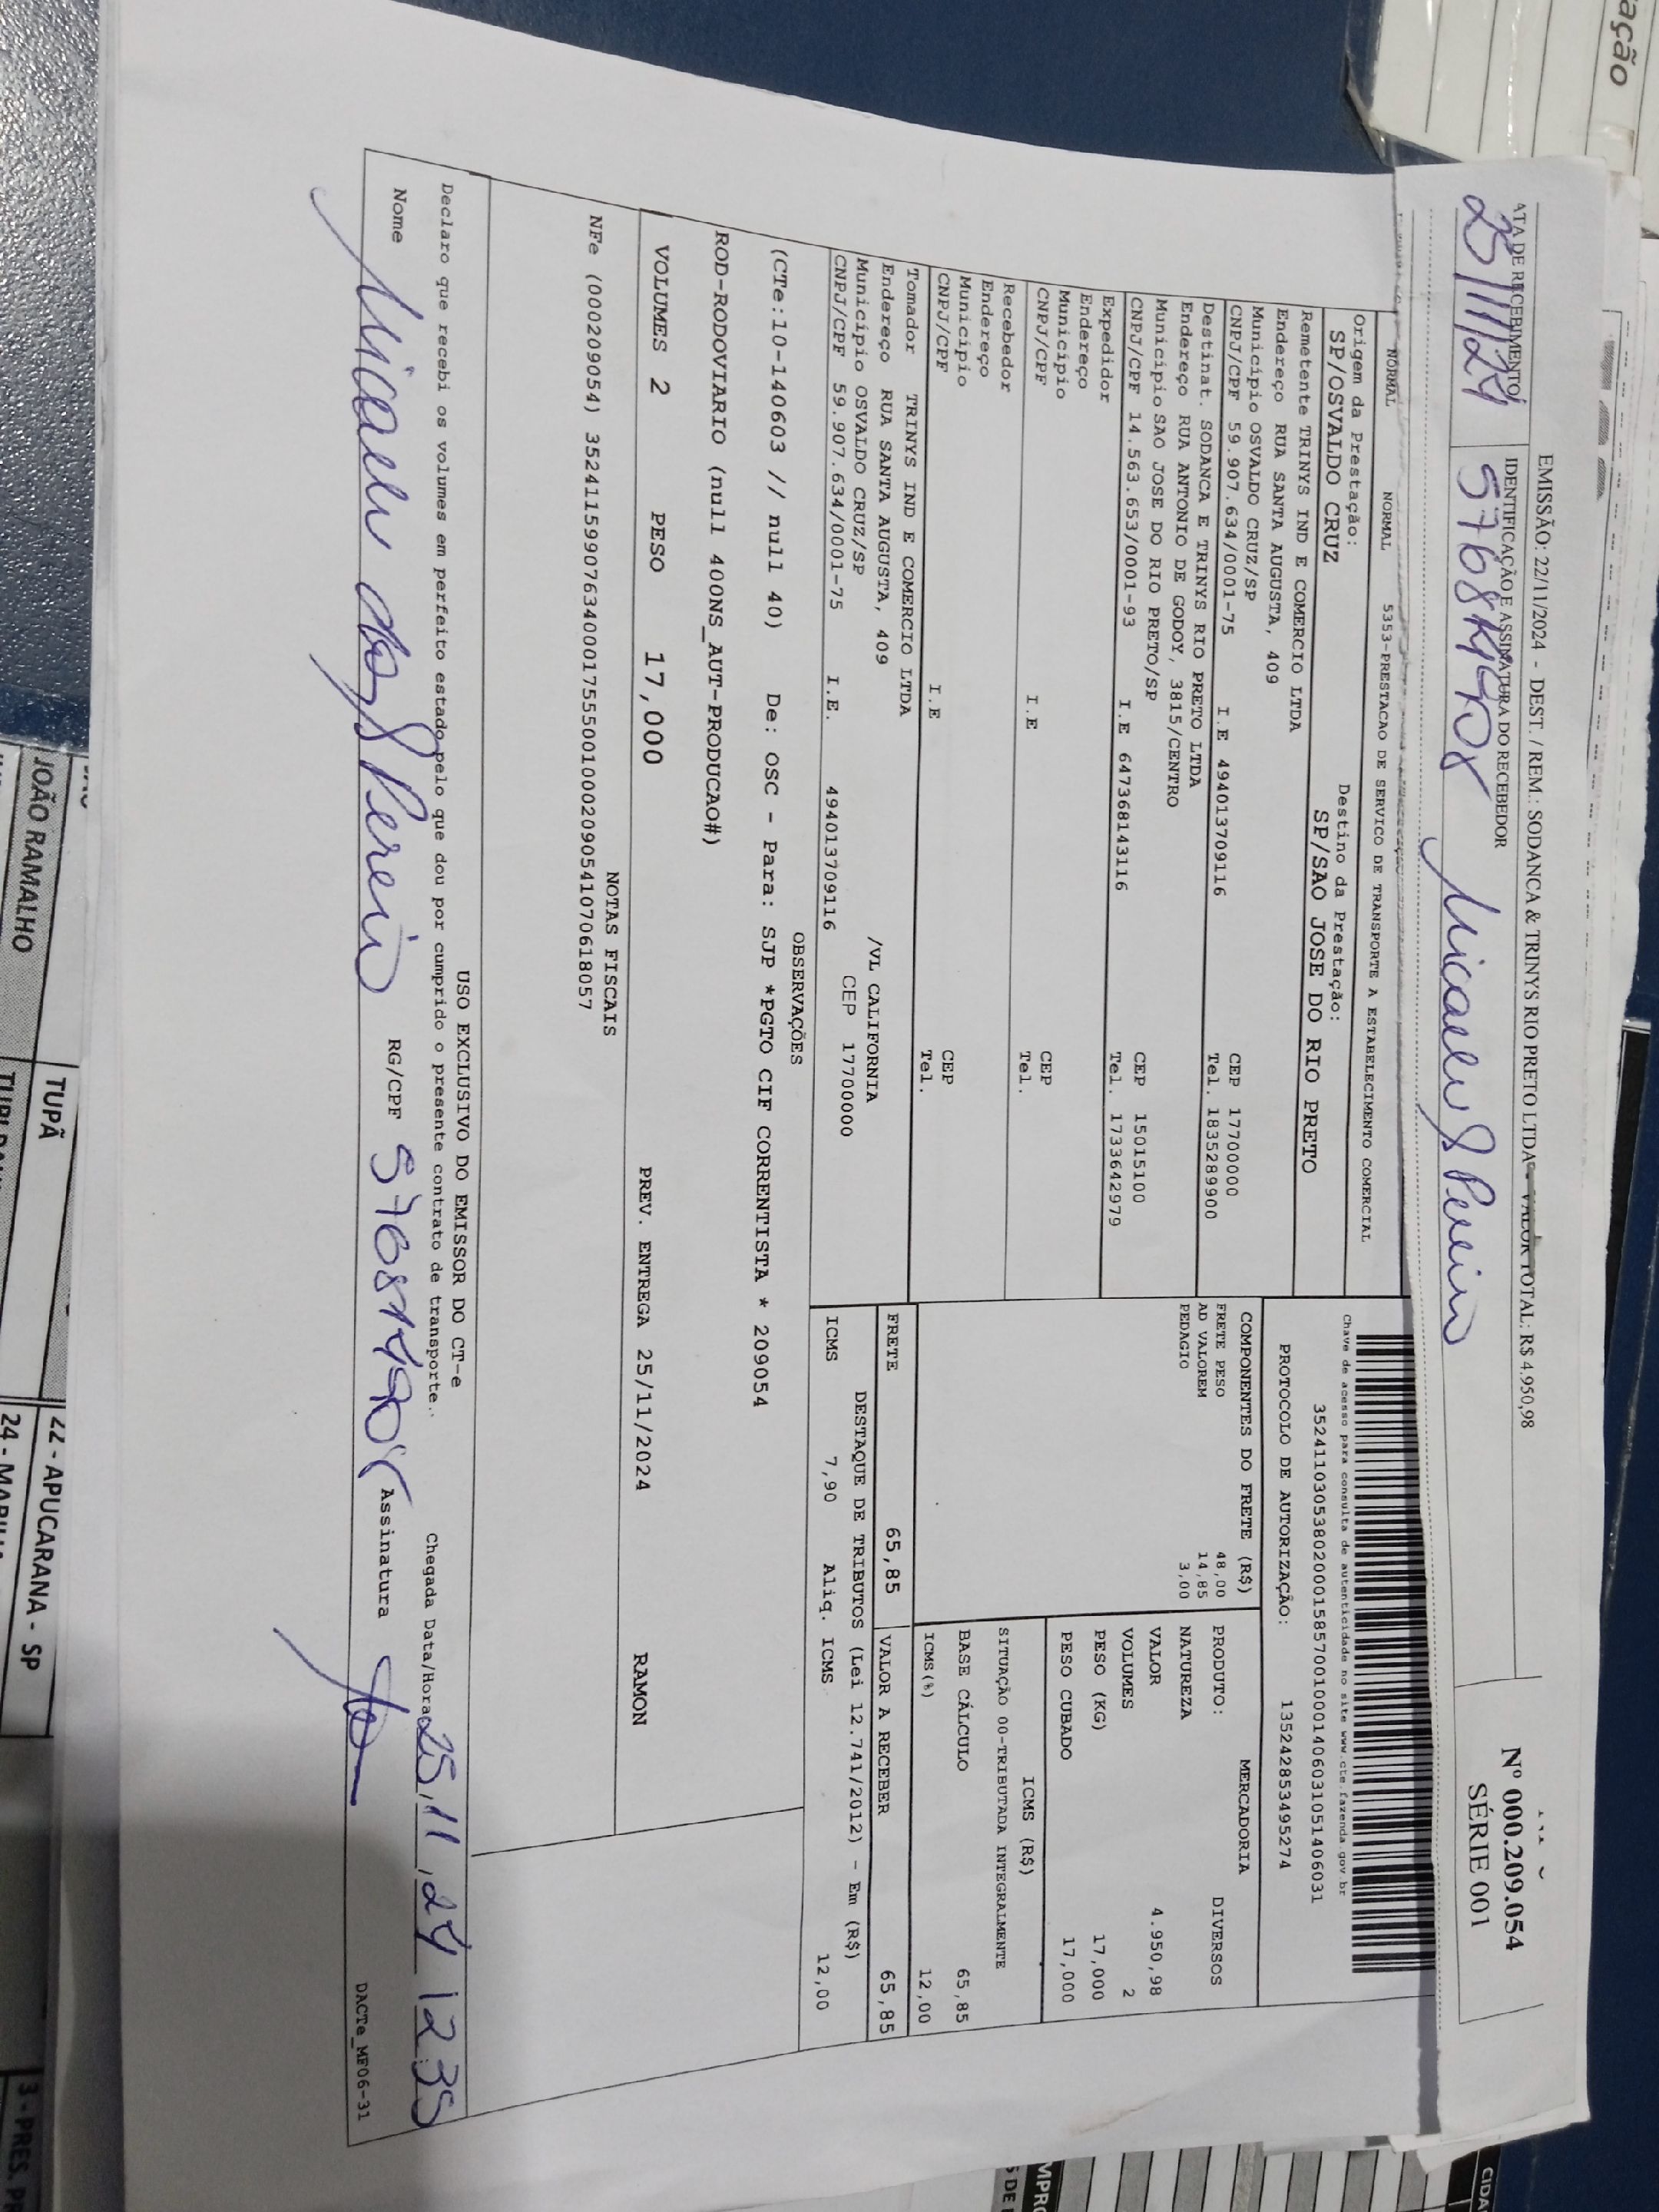 EMISSÃO: 22/11/2024 - DEST. / REM.: SODANCA & TRINYS RIO PRETO LTDA - VALOR TOTAL: R$ 4.950,98
ATA DE RECEBIMENTO
IDENTIFICAÇÃO E ASSINATURA DO RECEBEDOR
25/11/24
Nº 000.209.054
SÉRIE 001
NORMAL NORMAL 5353-PRESTACAO DE SERVICO DE TRANSPORTE A ESTABELECIMENTO COMERCIAL
Origem da Prestação: Destino da Prestação:
SP/OSVALDO CRUZ SP/SAO JOSE DO RIO PRETO
Remetente TRINYS IND E COMERCIO LTDA
Endereço RUA SANTA AUGUSTA, 409
Município OSVALDO CRUZ/SP CEP 17700000
CNPJ/CPF 59.907.634/0001-75 I.E 494013709116 Tel. 1835289900
Destinat. SODANCA E TRINYS RIO PRETO LTDA
Endereço RUA ANTONIO DE GODOY, 3815/CENTRO
Município SAO JOSE DO RIO PRETO/SP CEP 15015100
CNPJ/CPF 14.563.653/0001-93 I.E 647368143116 Tel. 1733642979
Expedidor
Endereço
Município CEP
CNPJ/CPF I.E Tel.
Recebedor
Endereço
Município CEP
CNPJ/CPF I.E Tel.
Tomador TRINYS IND E COMERCIO LTDA
Endereço RUA SANTA AUGUSTA, 409 /VL CALIFORNIA
Município OSVALDO CRUZ/SP CEP 17700000
CNPJ/CPF 59.907.634/0001-75 I.E. 494013709116
Chave de acesso para consulta de autenticidade no site www.cte.fazenda.gov.br
35241103053802000158570010001406031051406031
PROTOCOLO DE AUTORIZAÇÃO: 135242853495274
COMPONENTES DO FRETE (R$)
FRETE PESO 48,00
AD VALOREM 14,85
PEDAGIO 3,00
MERCADORIA
PRODUTO: DIVERSOS
NATUREZA
VALOR 4.950,98
VOLUMES 2
PESO (KG) 17,000
PESO CUBADO 17,000
ICMS (R$)
SITUAÇÃO 00-TRIBUTADA INTEGRALMENTE
BASE CÁLCULO 65,85
ICMS(%) 12,00
FRETE 65,85 VALOR A RECEBER 65,85
DESTAQUE DE TRIBUTOS (Lei 12.741/2012) - Em (R$)
ICMS 7,90 Aliq. ICMS 12,00
OBSERVAÇÕES
(CTe:10-140603 // null 40) De: OSC - Para: SJP *PGTO CIF CORRENTISTA * 209054
ROD-RODOVIARIO (null 400NS_AUT-PRODUCAO#)
VOLUMES 2 PESO 17,000 PREV. ENTREGA 25/11/2024 RAMON
NOTAS FISCAIS
NFe (000209054) 35241159907634000175550010002090541070618057
USO EXCLUSIVO DO EMISSOR DO CT-e
Declaro que recebi os volumes em perfeito estado pelo que dou por cumprido o presente contrato de transporte.
Chegada Data/Hora 25,11,24 1235
Nome
RG/CPF
Assinatura
DACTe_MF06-31
ação
JOÃO RAMALHO
TUPÃ
22 - APUCARANA - SP
3 - PRES. P
CIDA